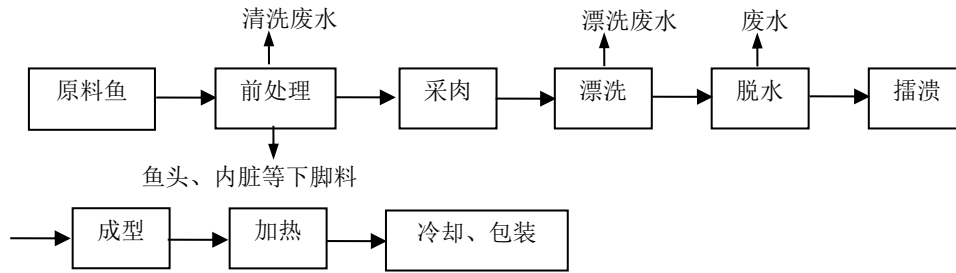 清洗废水
漂洗废水
废水
原料鱼
前处理
采肉
漂洗
脱水
擂溃
鱼头、内脏等下脚料
成型
加热
冷却、包装